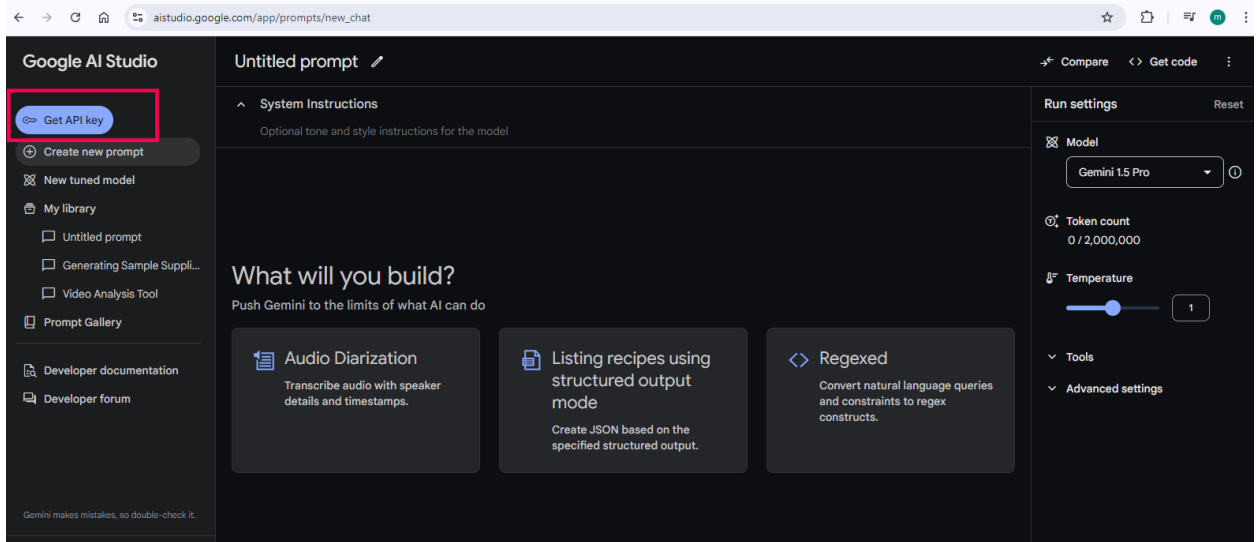 aistudio.google.com/app/prompts/new_chat
m
Google AI Studio
Get API key
Create new prompt
New tuned model
My library
Untitled prompt
Generating Sample Suppli...
Video Analysis Tool
Prompt Gallery
Developer documentation
Developer forum
Gemini makes mistakes, so double-check it.
Untitled prompt
Compare
<> Get code
System Instructions
Optional tone and style instructions for the model
What will you build?
Push Gemini to the limits of what AI can do
Audio Diarization
Transcribe audio with speaker
details and timestamps.
Listing recipes using
structured output
mode
Create JSON based on the
specified structured output.
Regexed
Convert natural language queries
and constraints to regex
constructs.
Run settings
Reset
Model
Gemini 1.5 Pro
Token count
0 / 2,000,000
Temperature
1
Tools
Advanced settings